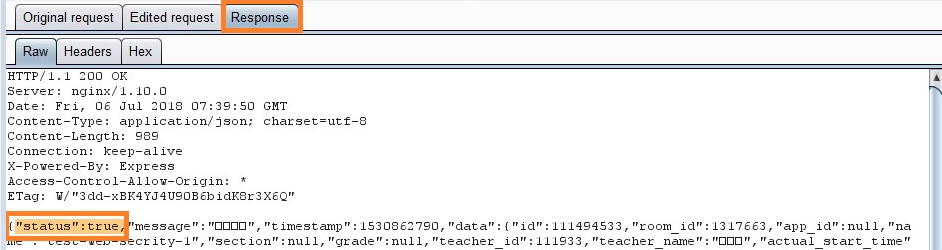 Original request Edited request Response
Raw Headers Hex
HTTP/1.1 200 OK
Server: nginx/1.10.0
Date: Fri, 06 Jul 2018 07:39:50 GMT
Content-Type: application/json; charset=utf-8
Content-Length: 989
Connection: keep-alive
X-Powered-By: Express
Access-Control-Allow-Origin: *
ETag: W/"3dd-xBK4YJ4U9OB6bidK8r3X6Q"
{"status":true,"message":"□□□□","timestamp":1530862790,"data":{"id":111494533,"room_id":1317663,"app_id":null,"na
me":"test-web-secrity-1","section":null,"grade":null,"teacher_id":111933,"teacher_name":"□□□","actual_start_time"